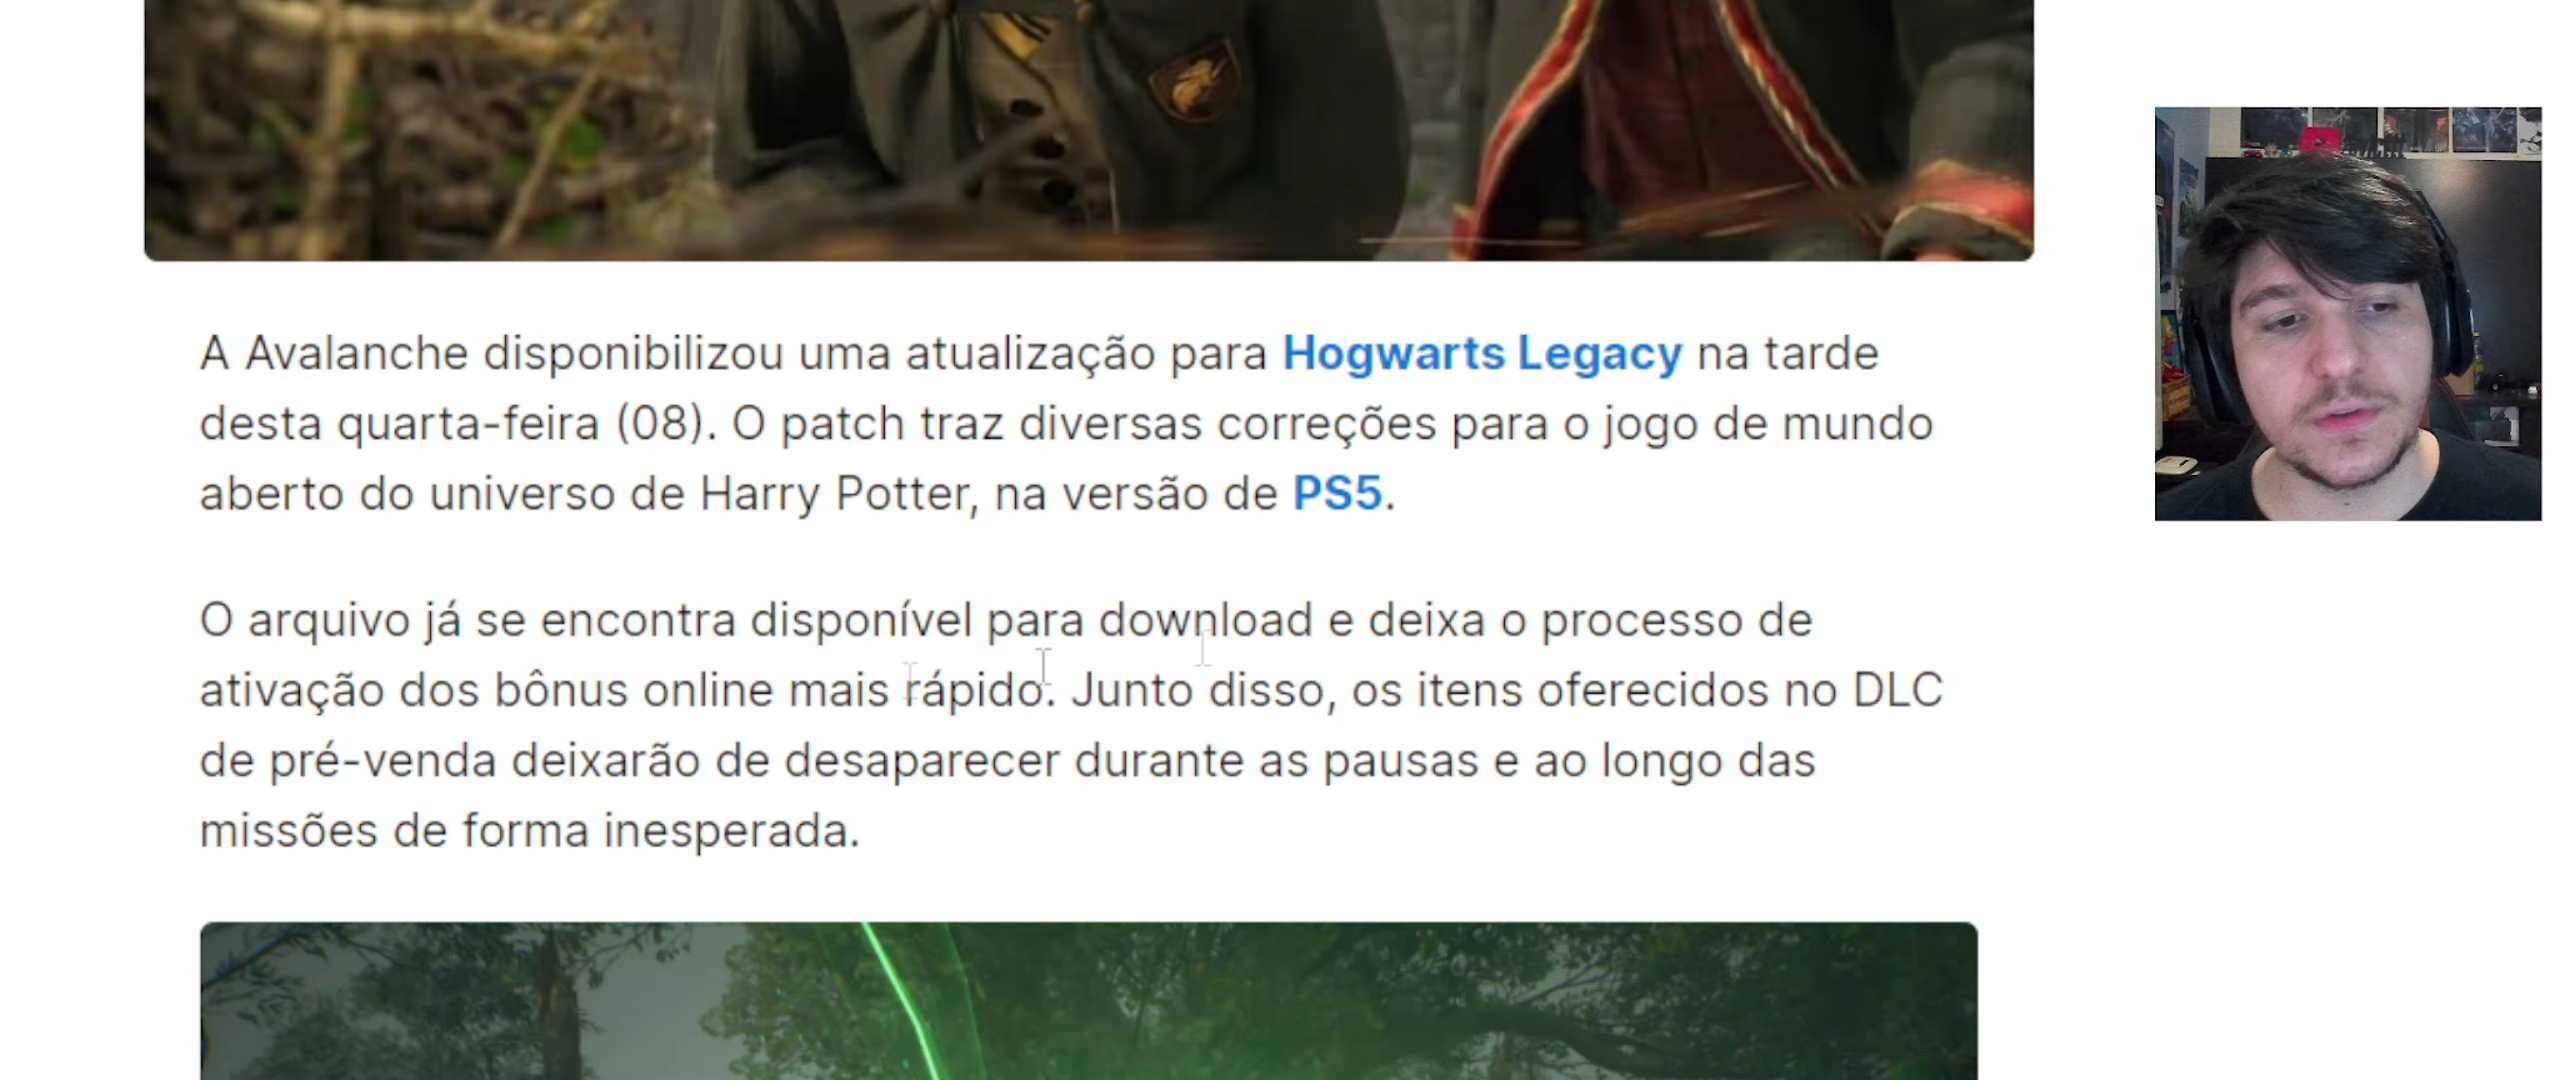 A Avalanche disponibilizou uma atualização para Hogwarts Legacy na tarde
desta quarta-feira (08). O patch traz diversas correções para o jogo de mundo
aberto do universo de Harry Potter, na versão de PS5.
O arquivo já se encontra disponível para download e deixa o processo de
ativação dos bônus online mais rápido. Junto disso, os itens oferecidos no DLC
de pré-venda deixarão de desaparecer durante as pausas e ao longo das
missões de forma inesperada.